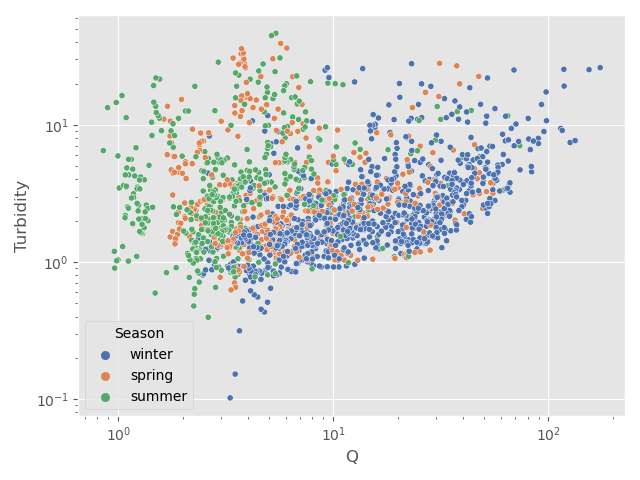 Turbidity
10¹
10⁰
10⁻¹
Season
winter
spring
summer
10⁰
10¹
10²
Q